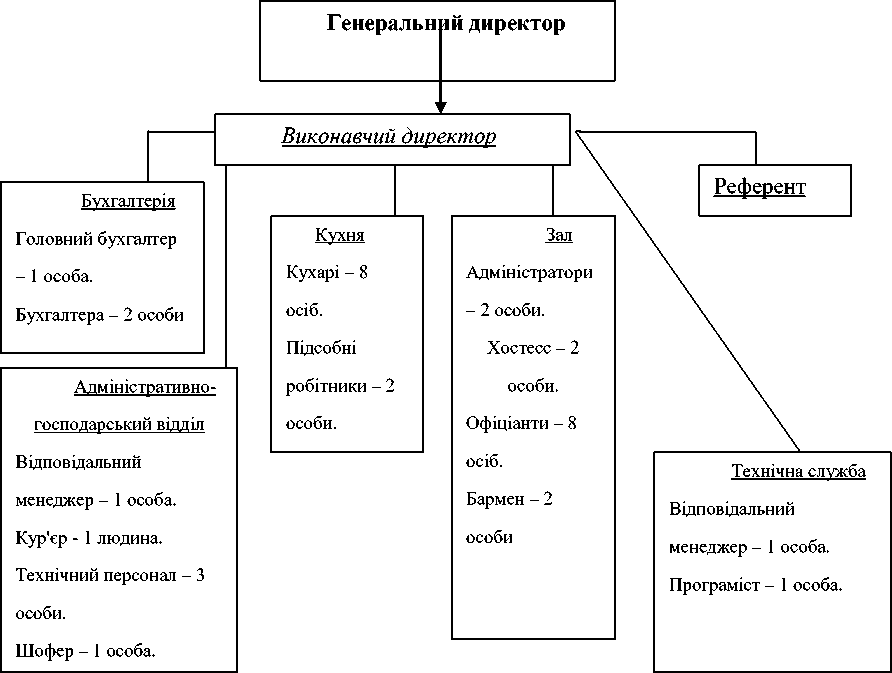 Генеральний директор
Виконавчий директор
Референт
Бухгалтерія
Головний бухгалтер
– 1 особа.
Бухгалтера – 2 особи
Адміністративно-
господарський відділ
Відповідальний
менеджер – 1 особа.
Кур'єр - 1 людина.
Технічний персонал – 3
особи.
Шофер – 1 особа.
Кухня
Кухарі – 8
осіб.
Підсобні
робітники – 2
особи.
Зал
Адміністратори
– 2 особи.
Хостесс – 2
особи.
Офіціанти – 8
осіб.
Бармен – 2
особи
Технічна служба
Відповідальний
менеджер – 1 особа.
Програміст – 1 особа.